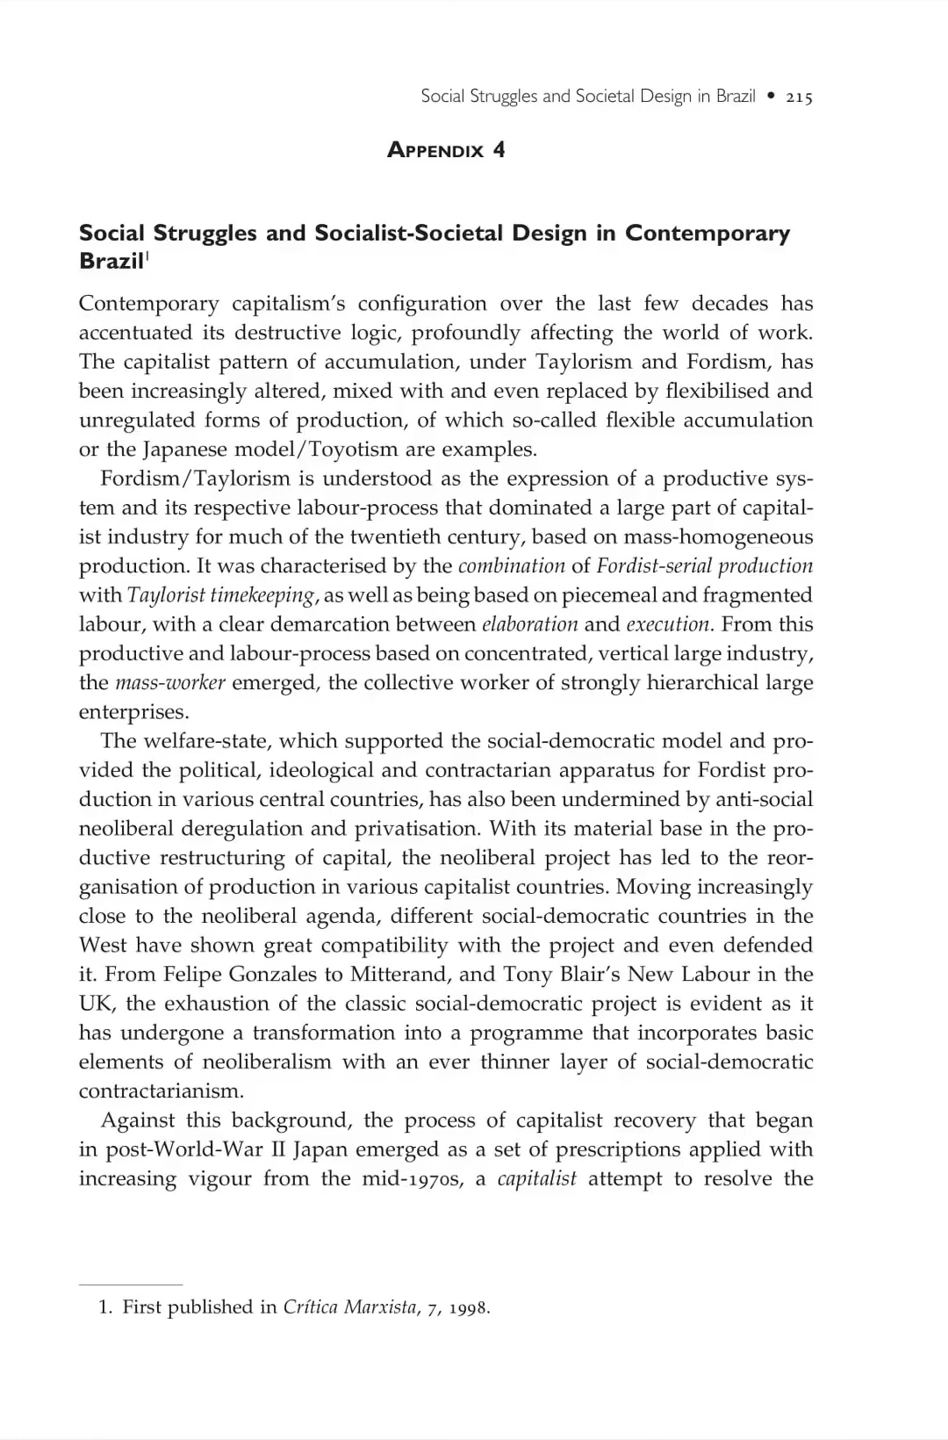 Social Struggles and Societal Design in Brazil • 215
Appendix 4
Social Struggles and Socialist-Societal Design in Contemporary
Brazil1
Contemporary capitalism’s configuration over the last few decades has
accentuated its destructive logic, profoundly affecting the world of work.
The capitalist pattern of accumulation, under Taylorism and Fordism, has
been increasingly altered, mixed with and even replaced by flexibilised and
unregulated forms of production, of which so-called flexible accumulation
or the Japanese model/Toyotism are examples.
Fordism/Taylorism is understood as the expression of a productive sys-
tem and its respective labour-process that dominated a large part of capital-
ist industry for much of the twentieth century, based on mass-homogeneous
production. It was characterised by the combination of Fordist-serial production
with Taylorist timekeeping, as well as being based on piecemeal and fragmented
labour, with a clear demarcation between elaboration and execution. From this
productive and labour-process based on concentrated, vertical large industry,
the mass-worker emerged, the collective worker of strongly hierarchical large
enterprises.
The welfare-state, which supported the social-democratic model and pro-
vided the political, ideological and contractarian apparatus for Fordist pro-
duction in various central countries, has also been undermined by anti-social
neoliberal deregulation and privatisation. With its material base in the pro-
ductive restructuring of capital, the neoliberal project has led to the reor-
ganisation of production in various capitalist countries. Moving increasingly
close to the neoliberal agenda, different social-democratic countries in the
West have shown great compatibility with the project and even defended
it. From Felipe Gonzales to Mitterand, and Tony Blair’s New Labour in the
UK, the exhaustion of the classic social-democratic project is evident as it
has undergone a transformation into a programme that incorporates basic
elements of neoliberalism with an ever thinner layer of social-democratic
contractarianism.
Against this background, the process of capitalist recovery that began
in post-World-War II Japan emerged as a set of prescriptions applied with
increasing vigour from the mid-1970s, a capitalist attempt to resolve the
1. First published in Crítica Marxista, 7, 1998.